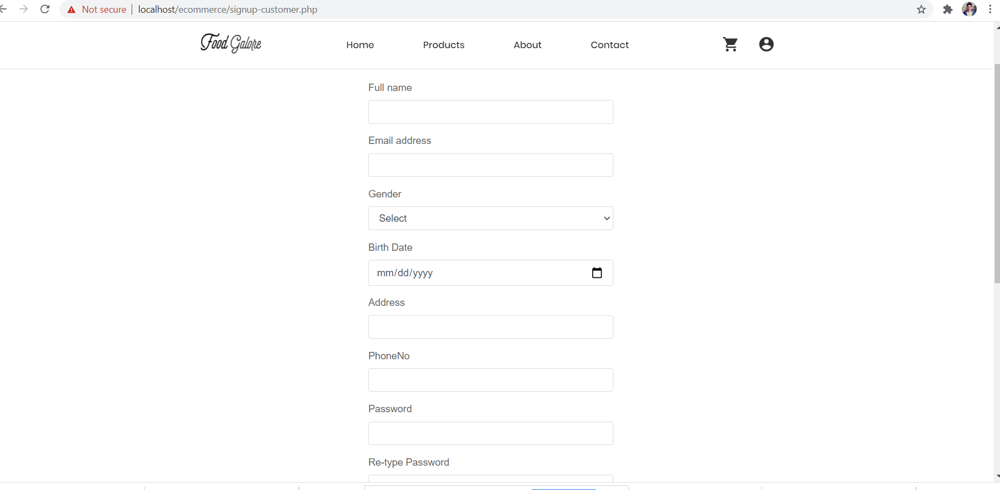 Not secure | localhost/ecommerce/signup-customer.php
Food Galore Home Products About Contact
Full name
Email address
Gender
Select
Birth Date
mm/dd/yyyy
Address
PhoneNo
Password
Re-type Password